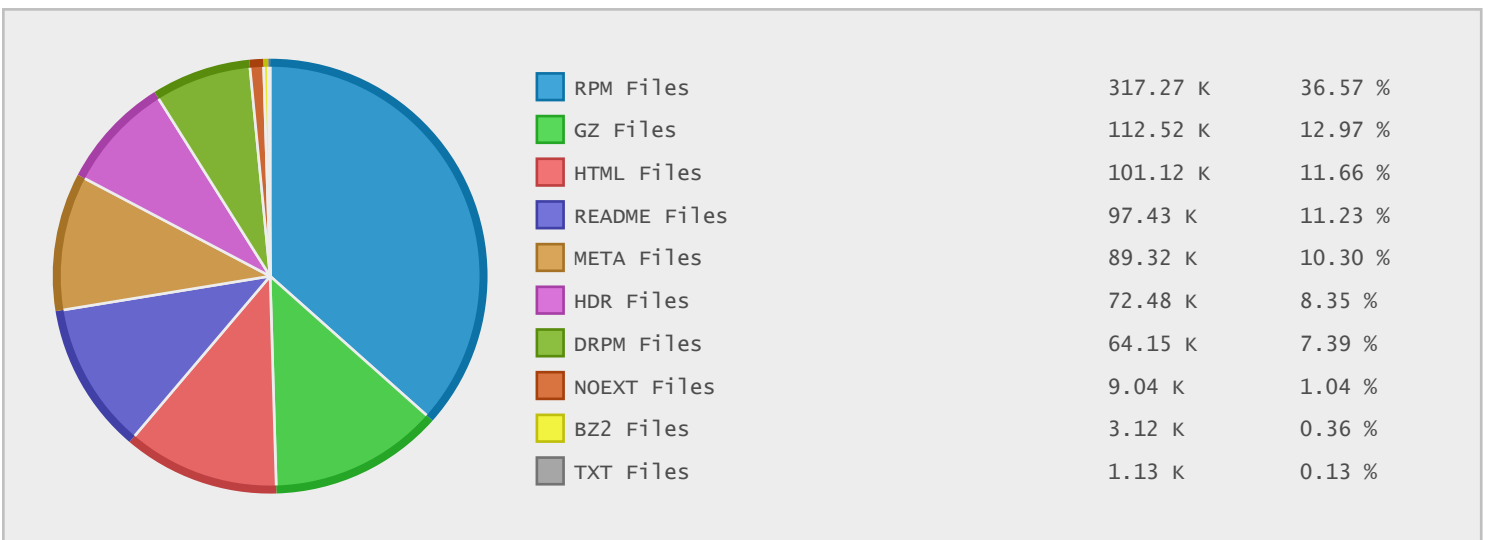 RPM Files 317.27 K 36.57 %
GZ Files 112.52 K 12.97 %
HTML Files 101.12 K 11.66 %
README Files 97.43 K 11.23 %
META Files 89.32 K 10.30 %
HDR Files 72.48 K 8.35 %
DRPM Files 64.15 K 7.39 %
NOEXT Files 9.04 K 1.04 %
BZ2 Files 3.12 K 0.36 %
TXT Files 1.13 K 0.13 %